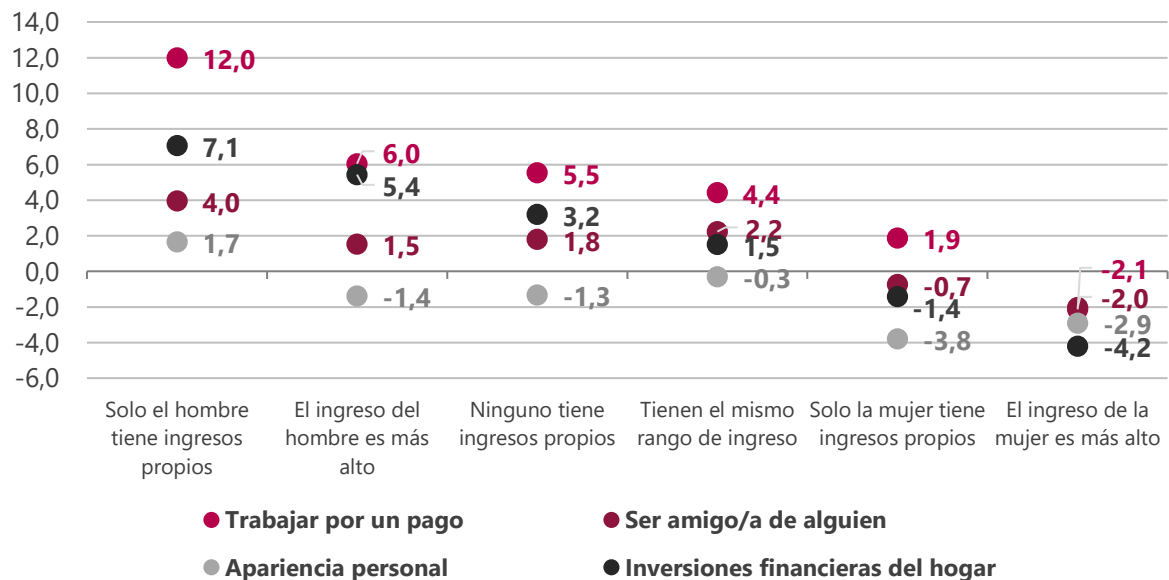 14,0
12,0
10,0
8,0
6,0
4,0
2,0
0,0
-2,0
-4,0
-6,0
12,0
7,1
4,0
1,7
6,0
5,4
1,5
-1,4
5,5
3,2
1,8
-1,3
4,4
2,2
1,5
-0,3
1,9
-0,7
-1,4
-3,8
-2,1
-2,0
-2,9
-4,2
Solo el hombre
tiene ingresos
propios
El ingreso del
hombre es más
alto
Ninguno tiene
ingresos propios
Tienen el mismo
rango de ingreso
Solo la mujer tiene
ingresos propios
El ingreso de la
mujer es más alto
Trabajar por un pago
Ser amigo/a de alguien
Apariencia personal
Inversiones financieras del hogar